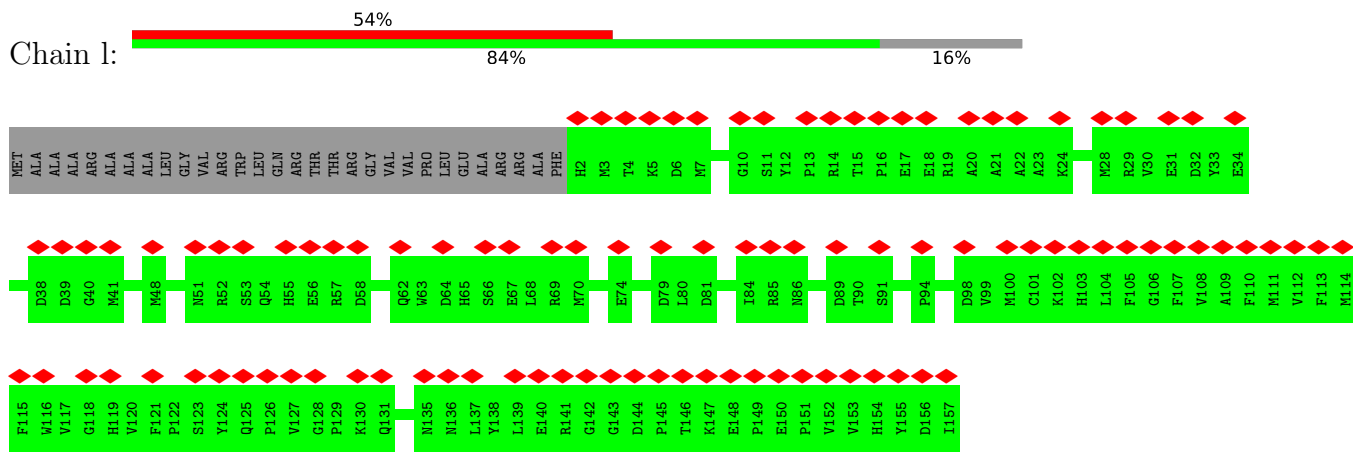 54%
Chain l:
84% 16%
MET ALA ALA ALA ARG ALA ALA ALA LEU GLY VAL ARG TRP LEU GLN ARG THR THR ARG GLY VAL VAL PRO LEU GLU ALA ARG ARG ALA PHE H2 M3 T4 K5 D6 M7 G10 S11 Y12 P13 R14 T15 P16 E17 E18 R19 A20 A21 A22 A23 K24 M28 R29 V30 E31 D32 Y33 E34
D38 D39 G40 M41 M48 N51 R52 S53 Q54 H55 E56 R57 D58 Q62 W63 D64 H65 S66 E67 L68 R69 M70 E74 D79 L80 D81 I84 R85 N86 D89 T90 S91 P94 D98 V99 M100 C101 K102 H103 L104 F105 G106 F107 V108 A109 F110 M111 V112 F113 M114
F115 W116 V117 G118 H119 V120 F121 P122 S123 Y124 Q125 P126 V127 G128 P129 K130 Q131 N135 N136 L137 Y138 L139 E140 R141 G142 G143 D144 P145 T146 K147 E148 P149 E150 P151 V152 V153 H154 Y155 D156 I157